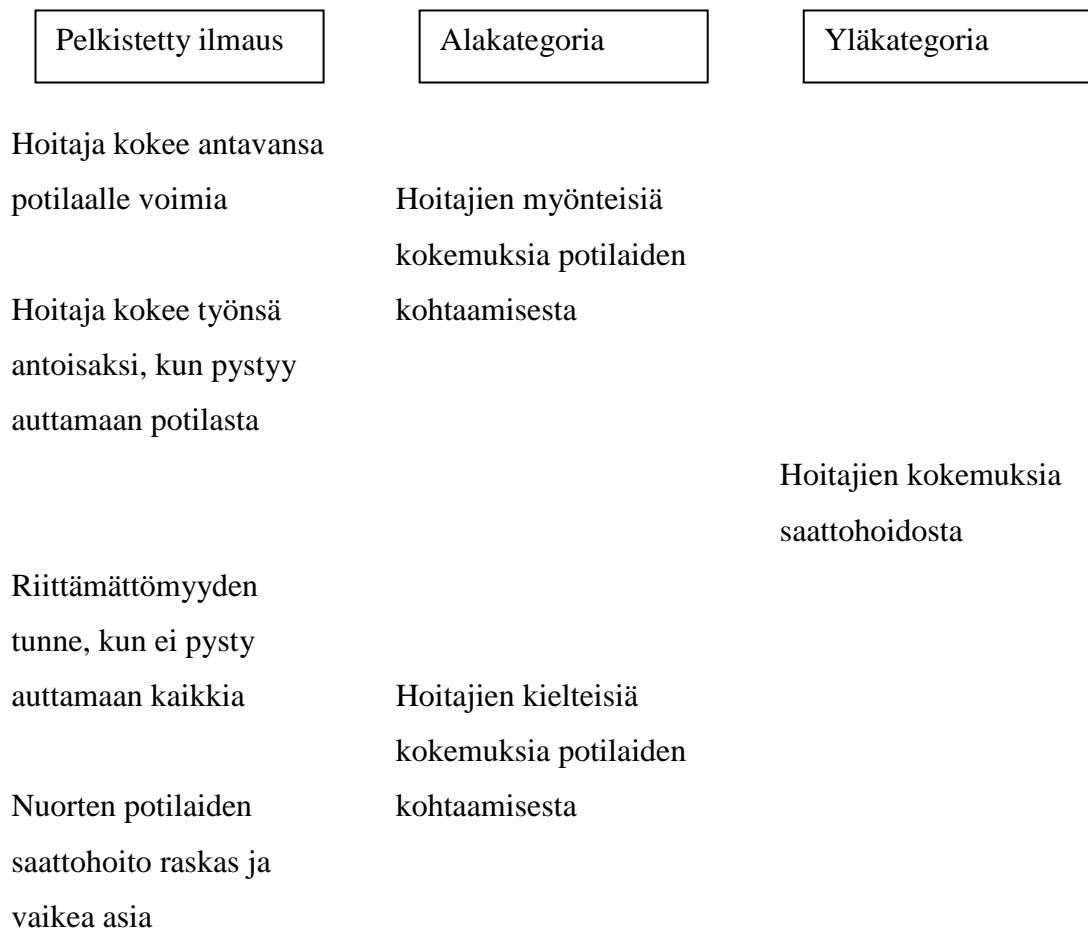 Pelkistetty ilmaus
Alakategoria
Yläkategoria
Hoitaja kokee antavansa
potilaalle voimia
Hoitaja kokee työnsä
antoisaksi, kun pystyy
auttamaan potilasta
Riittämättömyyden
tunne, kun ei pysty
auttamaan kaikkia
Nuorten potilaiden
saattohoito raskas ja
vaikea asia
Hoitajien myönteisiä
kokemuksia potilaiden
kohtaamisesta
Hoitajien kielteisiä
kokemuksia potilaiden
kohtaamisesta
Hoitajien kokemuksia
saattohoidosta